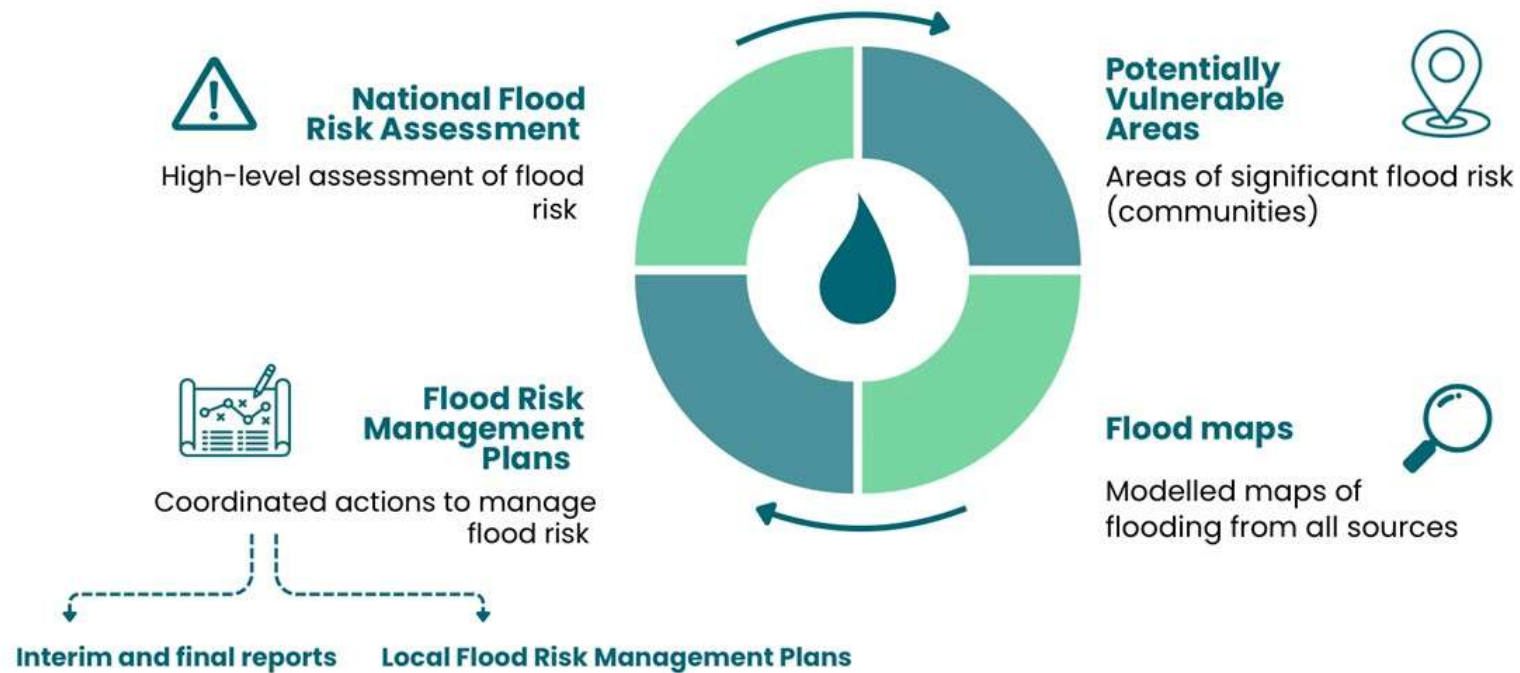 National Flood
Risk Assessment
High-level assessment of flood
risk
Potentially
Vulnerable
Areas
Areas of significant flood risk
(communities)
Flood Risk
Management
Plans
Coordinated actions to manage
flood risk
Flood maps
Modelled maps of
flooding from all sources
Interim and final reports
Local Flood Risk Management Plans